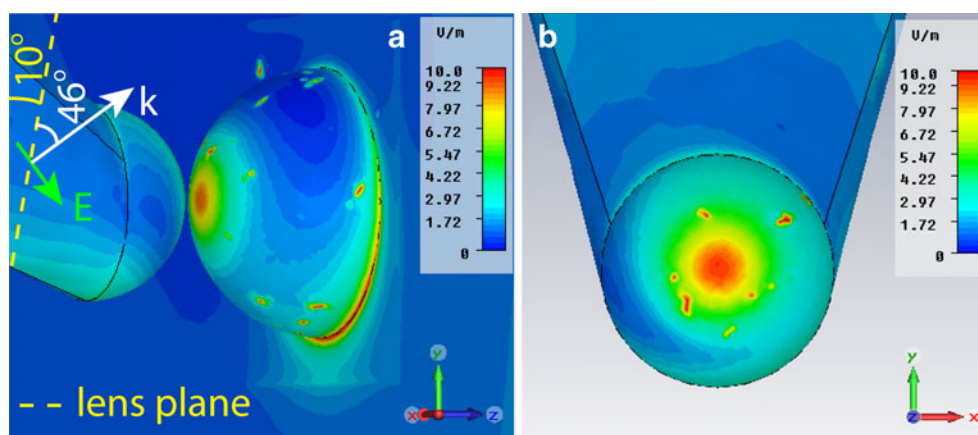 a
V/m
10.0
9.22
7.97
6.72
5.47
4.22
2.97
1.72
0
10°
46°
k
E
-- lens plane
y
x
z
b
V/m
10.0
9.22
7.97
6.72
5.47
4.22
2.97
1.72
0
y
z
x